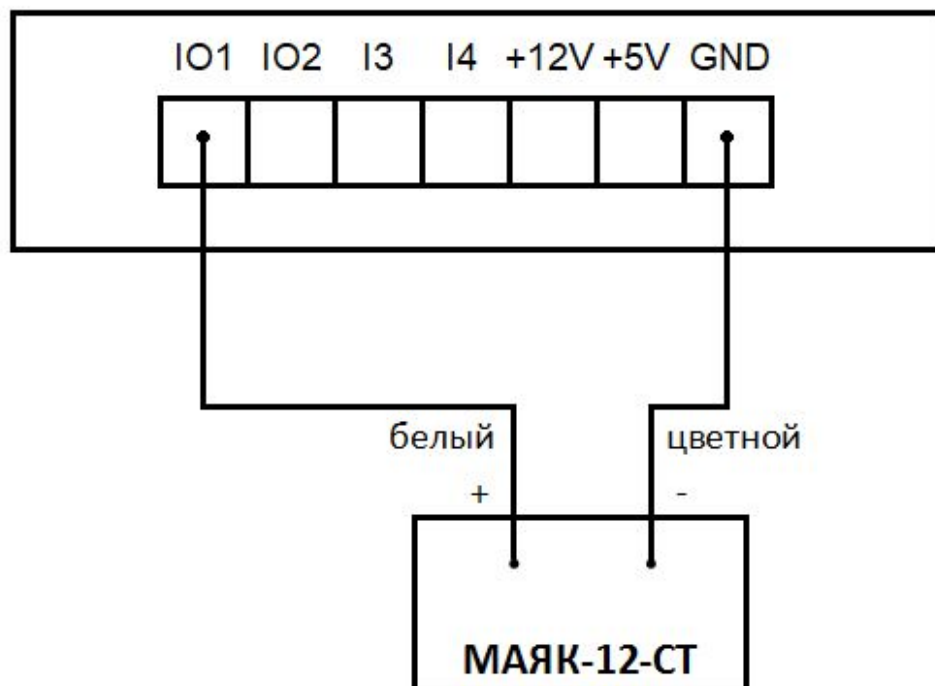 IO1 IO2 I3 I4 +12V +5V GND
белый цветной
+ -
МАЯК-12-СТ